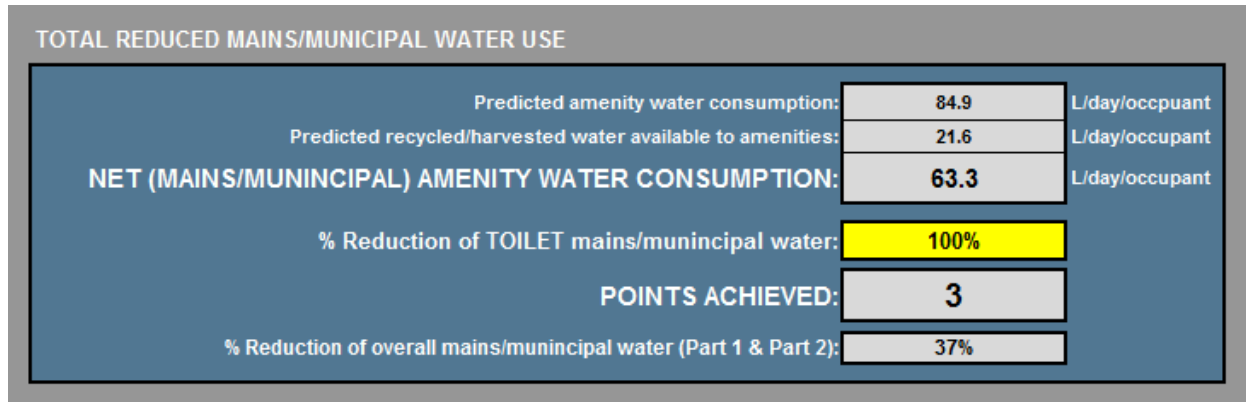 TOTAL REDUCED MAINS/MUNICIPAL WATER USE
Predicted amenity water consumption: 84.9 L/day/occpuant
Predicted recycled/harvested water available to amenities: 21.6 L/day/occupant
NET (MAINS/MUNINCIPAL) AMENITY WATER CONSUMPTION: 63.3 L/day/occupant
% Reduction of TOILET mains/munincipal water: 100%
POINTS ACHIEVED: 3
% Reduction of overall mains/munincipal water (Part 1 & Part 2): 37%